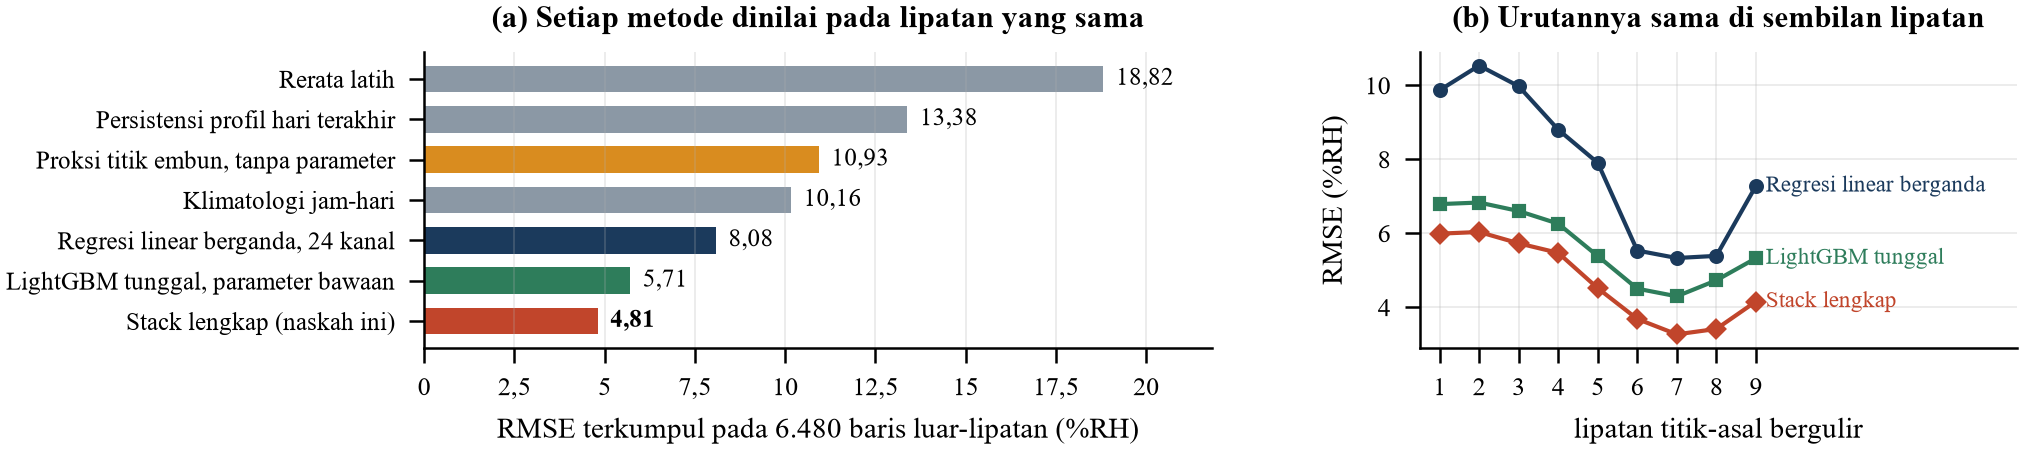 (a) Setiap metode dinilai pada lipatan yang sama
Rerata latih
18,82
Persistensi profil hari terakhir
13,38
Proksi titik embun, tanpa parameter
10,93
Klimatologi jam-hari
10,16
Regresi linear berganda, 24 kanal
8,08
LightGBM tunggal, parameter bawaan
5,71
Stack lengkap (naskah ini)
4,81
0 2,5 5 7,5 10 12,5 15 17,5 20
RMSE terkumpul pada 6.480 baris luar-lipatan (%RH)
(b) Urutannya sama di sembilan lipatan
RMSE (%RH)
10
8
6
4
Regresi linear berganda
LightGBM tunggal
Stack lengkap
1 2 3 4 5 6 7 8 9
lipatan titik-asal bergulir